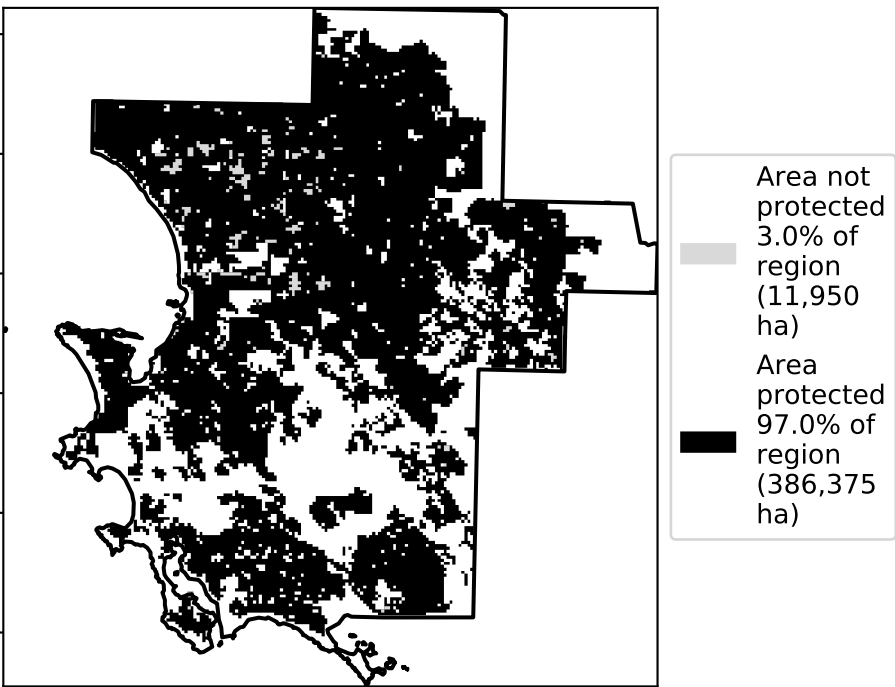 Area not
protected
3.0% of
region
(11,950
ha)
Area
protected
97.0% of
region
(386,375
ha)